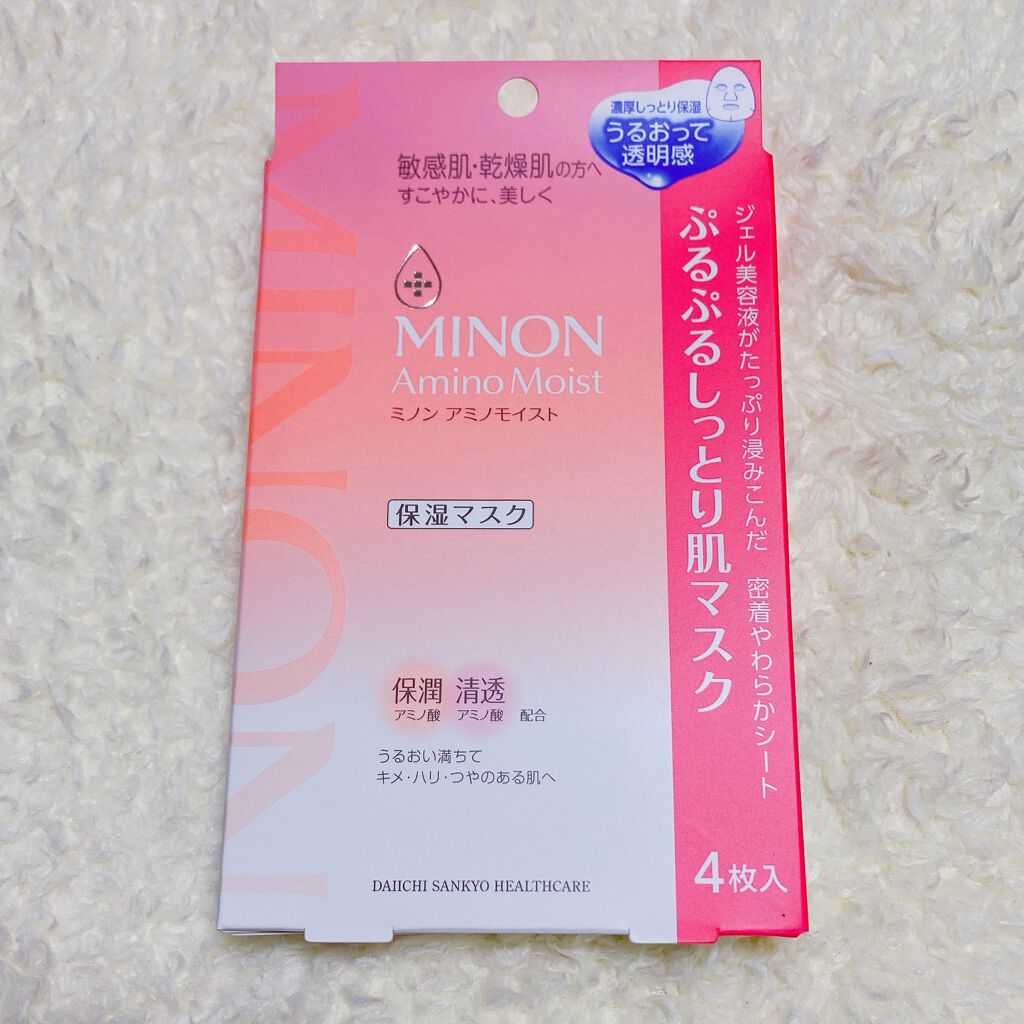 MINON
敏感肌・乾燥肌の方へ
すこやかに、美しく
MINON
Amino Moist
ミノン アミノモイスト
保湿マスク
保潤 清透
アミノ酸 アミノ酸 配合
うるおい満ちて
キメ・ハリ・つやのある肌へ
DAIICHI SANKYO HEALTHCARE
濃厚しっとり保湿
うるおって
透明感
ジェル美容液がたっぷり浸みこんだ 密着やわらかシート
ぷるぷるしっとり肌マスク
4枚入